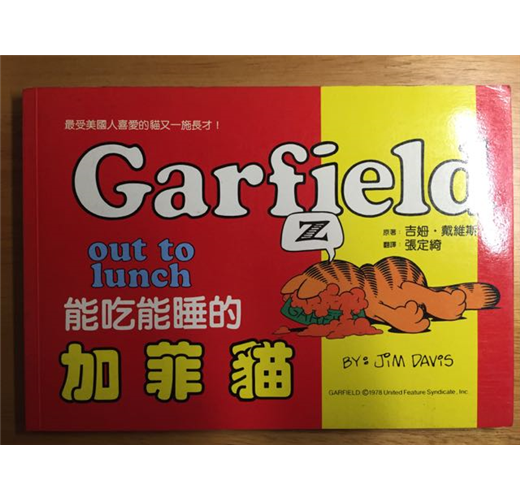 最受美國人喜愛的貓又一施長才！
Garfield
Z
out to
lunch
原著：吉姆・戴維斯
翻譯：張定綺
能吃能睡的
加菲貓
BY: JIM DAVIS
GARFIELD: ©1978 United Feature Syndicate, Inc.